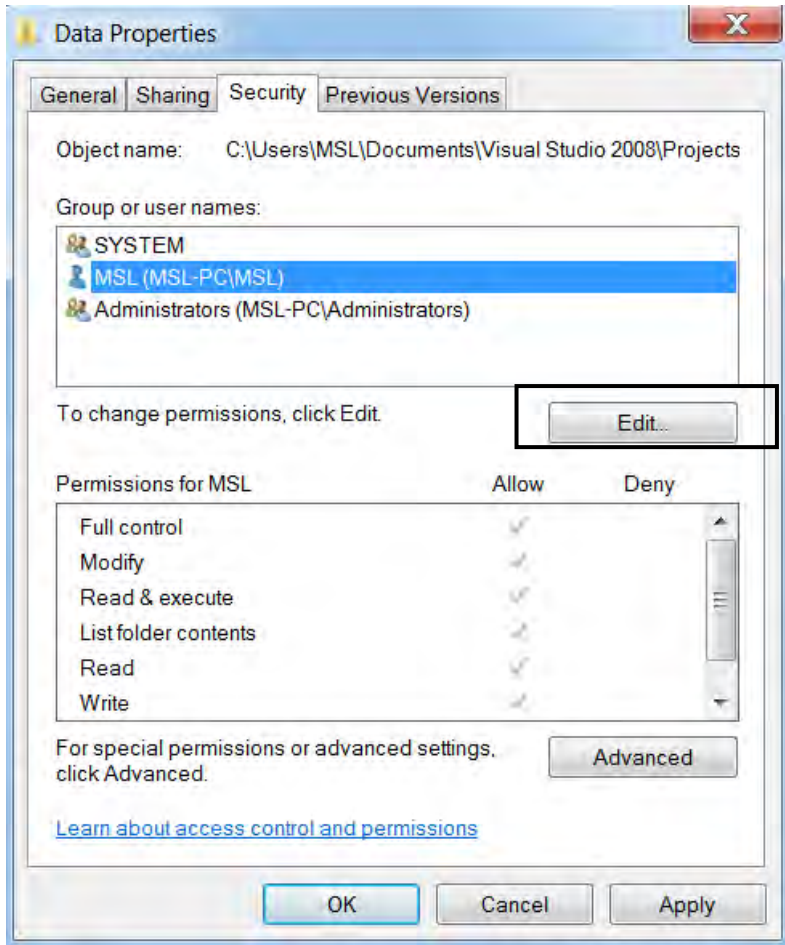 Data Properties
General Sharing Security Previous Versions
Object name: C:\Users\MSL\Documents\Visual Studio 2008\Projects
Group or user names:
SYSTEM
MSL (MSL-PC\MSL)
Administrators (MSL-PC\Administrators)
To change permissions, click Edit.
Edit...
Permissions for MSL Allow Deny
Full control
Modify
Read & execute
List folder contents
Read
Write
For special permissions or advanced settings,
click Advanced.
Advanced
Learn about access control and permissions
OK Cancel Apply